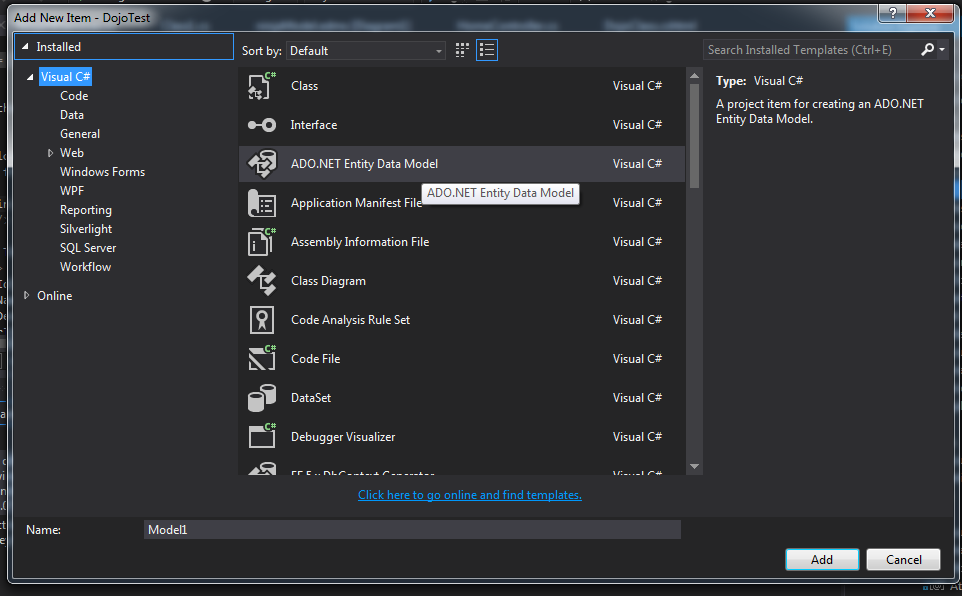 Add New Item - DojoTest
?
Installed
Sort by: Default
Search Installed Templates (Ctrl+E)
Visual C#
Code
Data
General
Web
Windows Forms
WPF
Reporting
Silverlight
SQL Server
Workflow
Online
C# Class Visual C#
Interface Visual C#
ADO.NET Entity Data Model Visual C#
ADO.NET Entity Data Model
Application Manifest File Visual C#
C# Assembly Information File Visual C#
Class Diagram Visual C#
Code Analysis Rule Set Visual C#
C# Code File Visual C#
DataSet Visual C#
C# Debugger Visualizer Visual C#
EF 5.x DbContext Generator Visual C#
Type: Visual C#
A project item for creating an ADO.NET
Entity Data Model.
Click here to go online and find templates.
Name: Model1
Add Cancel